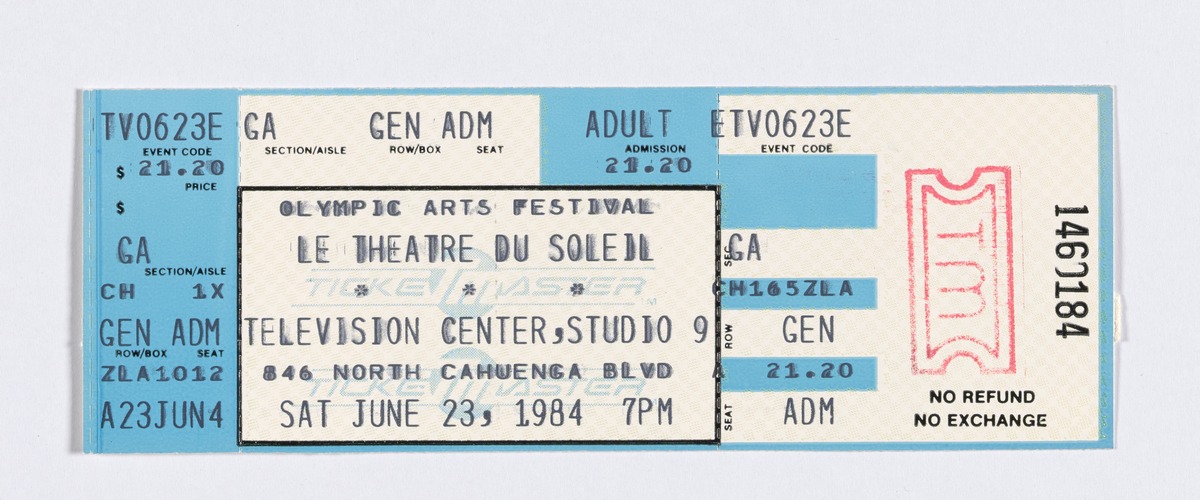 TV0623E GA GEN ADM ADULT ETV0623E
EVENT CODE SECTION/AISLE ROW/BOX SEAT ADMISSION EVENT CODE
$ 21.20 21.20
PRICE
$ OLYMPIC ARTS FESTIVAL
GA LE THEATRE DU SOLEIL SEC. GA
SECTION/AISLE
CH 1X * * * CH165ZLA
TICKETMASTER TM
GEN ADM TELEVISION CENTER,STUDIO 9 ROW GEN
ROW/BOX SEAT
ZLA1012 846 NORTH CAHUENGA BLVD A 21.20
TICKETMASTER
A23JUN4 SAT JUNE 23, 1984 7PM SEAT ADM
TM
NO REFUND
NO EXCHANGE
1460184